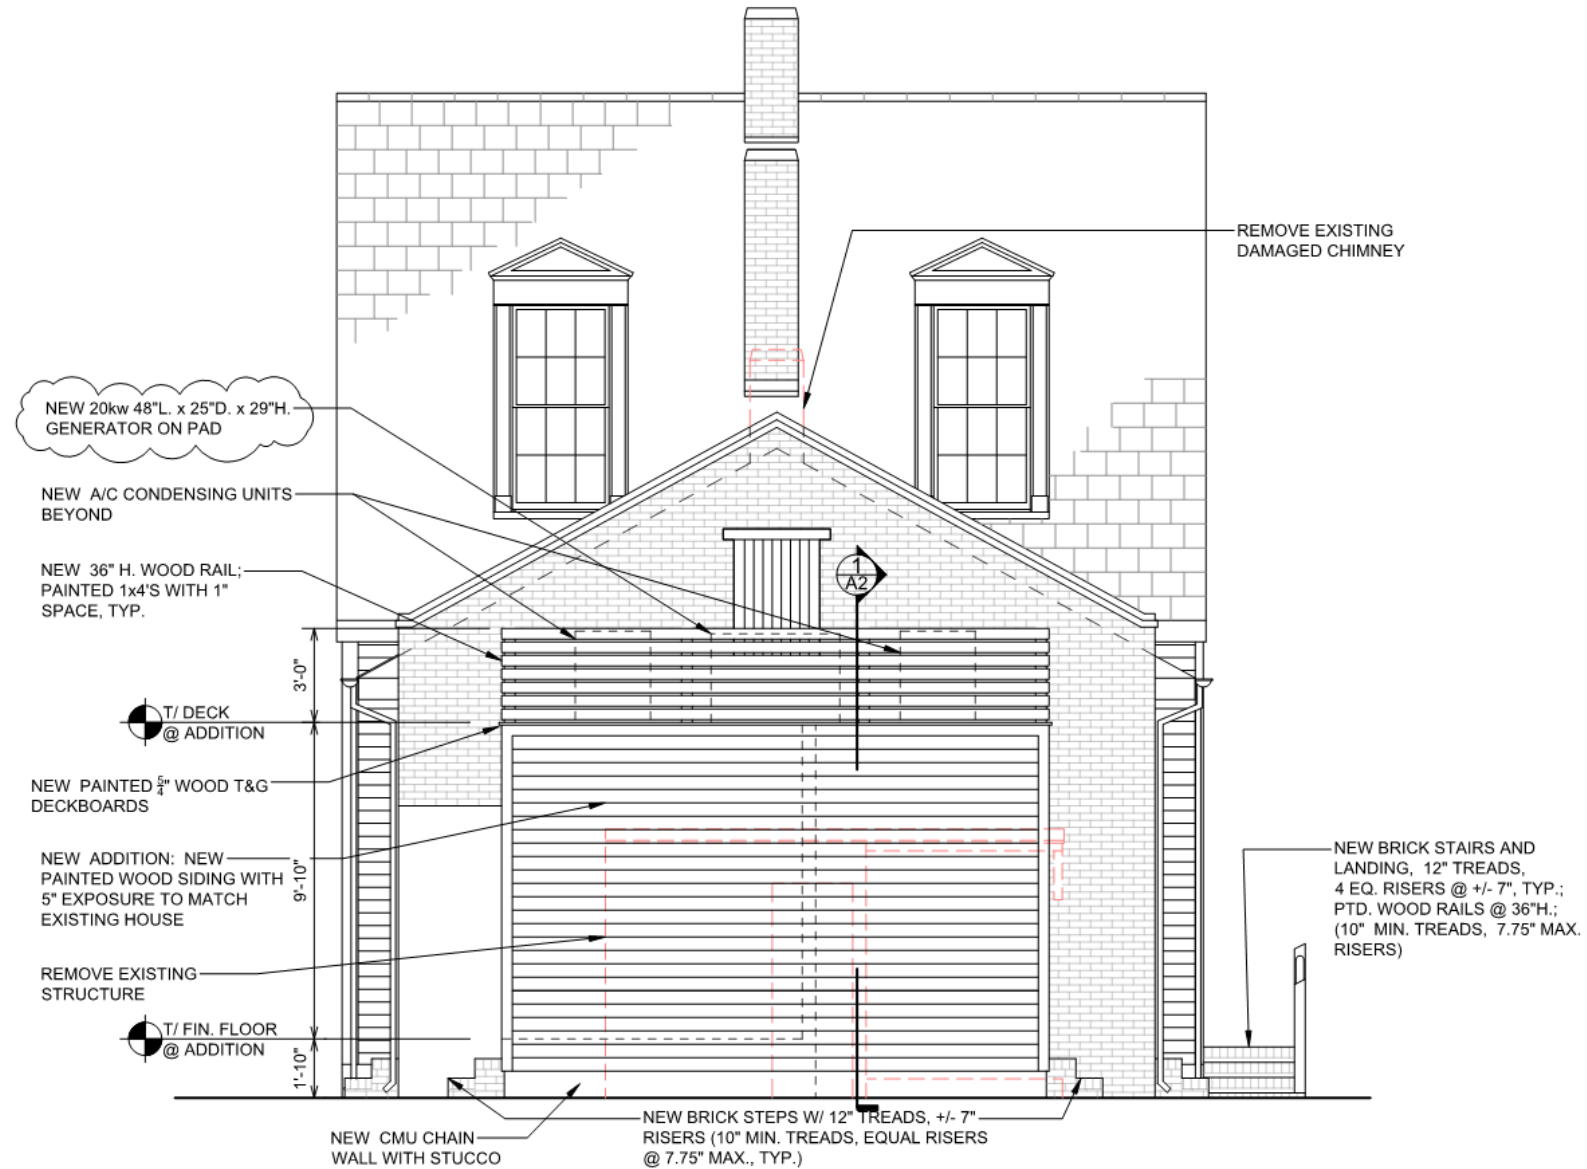 REMOVE EXISTING
DAMAGED CHIMNEY
NEW 20kw 48"L. x 25"D. x 29"H.
GENERATOR ON PAD
NEW A/C CONDENSING UNITS
BEYOND
NEW 36" H. WOOD RAIL;
PAINTED 1x4'S WITH 1"
SPACE, TYP.
1
A2
3'-0"
T/ DECK
@ ADDITION
NEW PAINTED 5/4" WOOD T&G
DECKBOARDS
NEW ADDITION: NEW
PAINTED WOOD SIDING WITH
5" EXPOSURE TO MATCH
EXISTING HOUSE
9'-10"
REMOVE EXISTING
STRUCTURE
T/ FIN. FLOOR
@ ADDITION
1'-10"
NEW BRICK STAIRS AND
LANDING, 12" TREADS,
4 EQ. RISERS @ +/- 7", TYP.;
PTD. WOOD RAILS @ 36"H.;
(10" MIN. TREADS, 7.75" MAX.
RISERS)
NEW CMU CHAIN
WALL WITH STUCCO
NEW BRICK STEPS W/ 12" TREADS, +/- 7"
RISERS (10" MIN. TREADS, EQUAL RISERS
@ 7.75" MAX., TYP.)